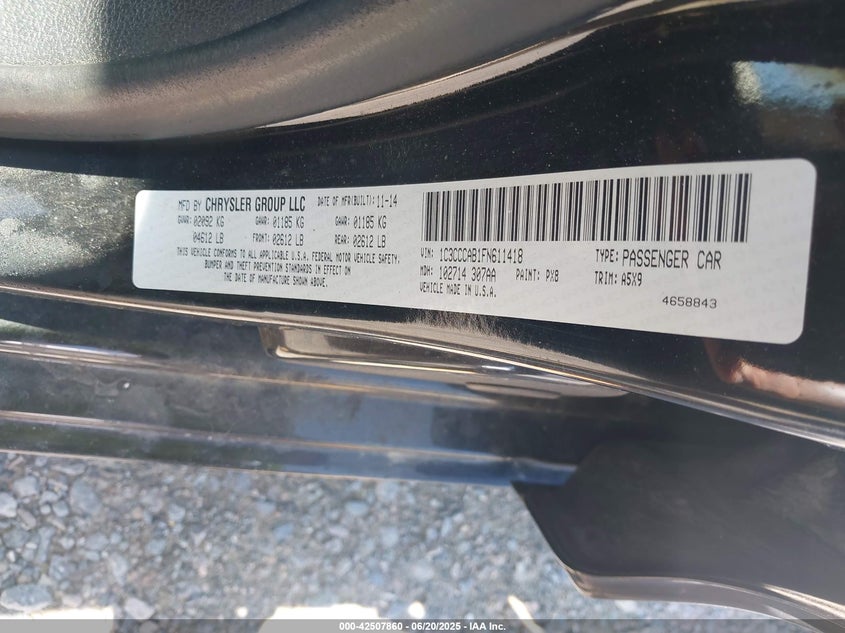 MFD BY CHRYSLER GROUP LLC DATE OF MFR(BUILT): 11-14
GVWR: 02092 KG GAWR: 01185 KG GAWR: 01185 KG
04612 LB FRONT: 02612 LB REAR: 02612 LB
THIS VEHICLE CONFORMS TO ALL U.S.A. FEDERAL MOTOR VEHICLE SAFETY,
BUMPER AND THEFT PREVENTION STANDARDS IN EFFECT ON
THE DATE OF MANUFACTURE SHOWN ABOVE.
VIN: 1C3CCCAB1FN611418 TYPE: PASSENGER CAR
MDH: 102714 307AA PAINT: PX8 TRIM: A5X9
VEHICLE MADE IN U.S.A.
4658843
000-42507860 - 06/20/2025 - IAA Inc.